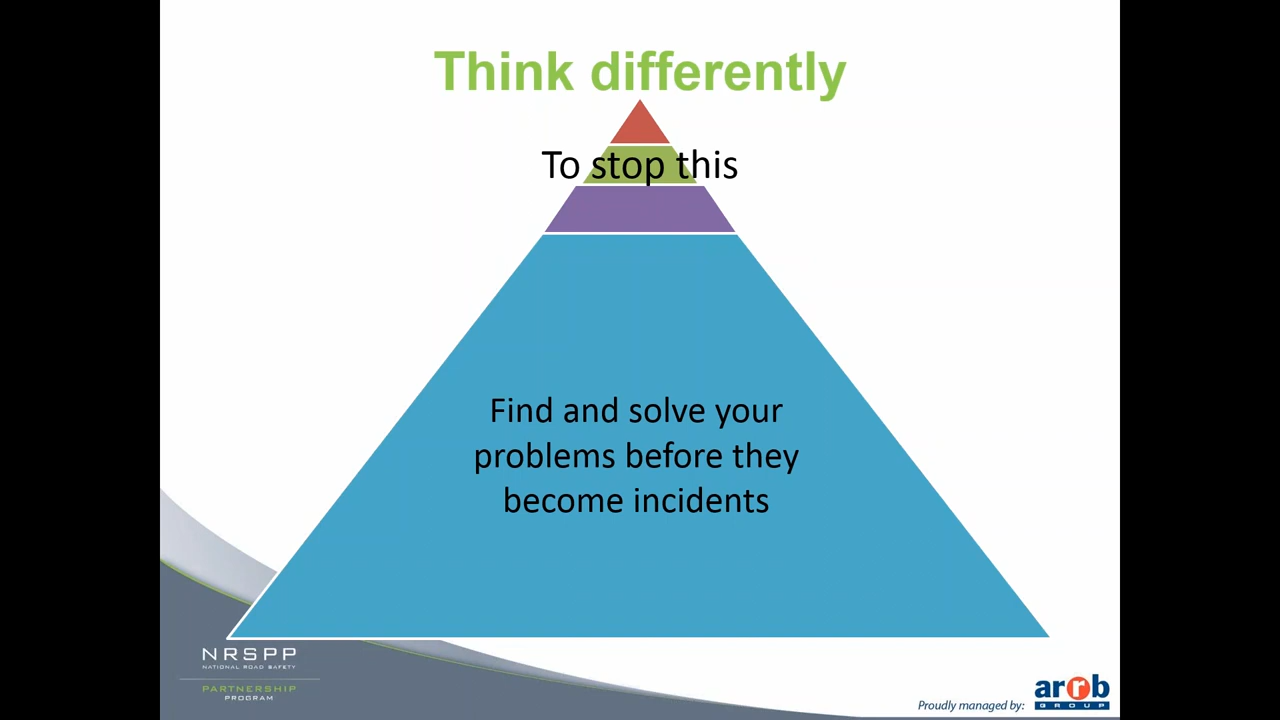 Think differently
To stop this
Find and solve your
problems before they
become incidents
NRSPP
NATIONAL ROAD SAFETY
PARTNERSHIP
PROGRAM
Proudly managed by:
arrb
GROUP